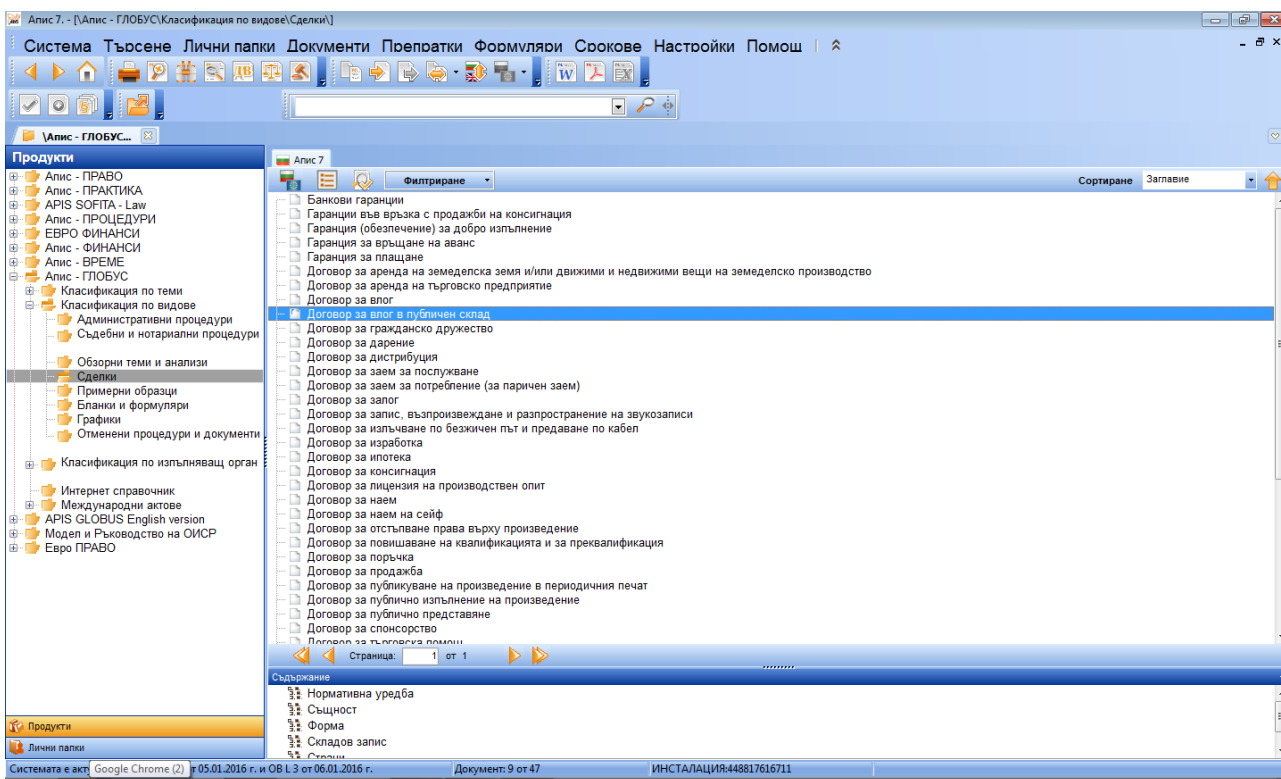 Апис 7. - [\Апис - ГЛОБУС\Класификация по видове\Сделки\]
Система Търсене Лични папки Документи Препратки Формуляри Срокове Настройки Помощ
\Апис - ГЛОБУС...
Продукти
Апис - ПРАВО
Апис - ПРАКТИКА
APIS SOFITA - Law
Апис - ПРОЦЕДУРИ
ЕВРО ФИНАНСИ
Апис - ФИНАНСИ
Апис - ВРЕМЕ
Апис - ГЛОБУС
Класификация по теми
Класификация по видове
Административни процедури
Съдебни и нотариални процедури
Обзорни теми и анализи
Сделки
Примерни образци
Бланки и формуляри
Графики
Отменени процедури и документи
Класификация по изпълняващ орган
Интернет справочник
Международни актове
APIS GLOBUS English version
Модел и Ръководство на ОИСР
Евро ПРАВО
Продукти
Лични папки
Апис 7
Филтриране
Сортиране Заглавие
Банкови гаранции
Гаранции във връзка с продажби на консигнация
Гаранция (обезпечение) за добро изпълнение
Гаранция за връщане на аванс
Гаранция за плащане
Договор за аренда на земеделска земя и/или движими и недвижими вещи на земеделско производство
Договор за аренда на търговско предприятие
Договор за влог
Договор за влог в публичен склад
Договор за гражданско дружество
Договор за дарение
Договор за дистрибуция
Договор за заем за послужване
Договор за заем за потребление (за паричен заем)
Договор за залог
Договор за запис, възпроизвеждане и разпространение на звукозаписи
Договор за излъчване по безжичен път и предаване по кабел
Договор за изработка
Договор за ипотека
Договор за консигнация
Договор за лицензия на производствен опит
Договор за наем
Договор за наем на сейф
Договор за отстъпване права върху произведение
Договор за повишаване на квалификацията и за преквалификация
Договор за поръчка
Договор за продажба
Договор за публикуване на произведение в периодичния печат
Договор за публично изпълнение на произведение
Договор за публично представяне
Договор за спонсорство
Договор за търговска помощ
Страница: 1 от 1
Съдържание
Нормативна уредба
Същност
Форма
Складов запис
Страни
Системата е акт
Google Chrome (2)
т 05.01.2016 г. и ОВ L 3 от 06.01.2016 г.
Документ: 9 от 47
ИНСТАЛАЦИЯ:448817616711